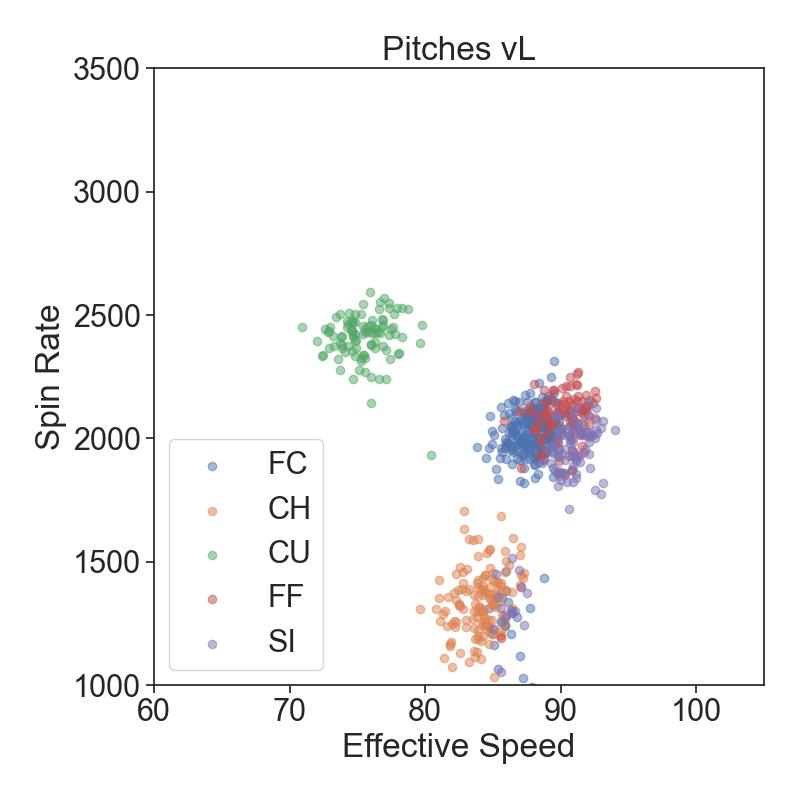 Pitches vL
3500
3000
2500
2000
1500
1000
Spin Rate
FC
CH
CU
FF
SI
60 70 80 90 100
Effective Speed